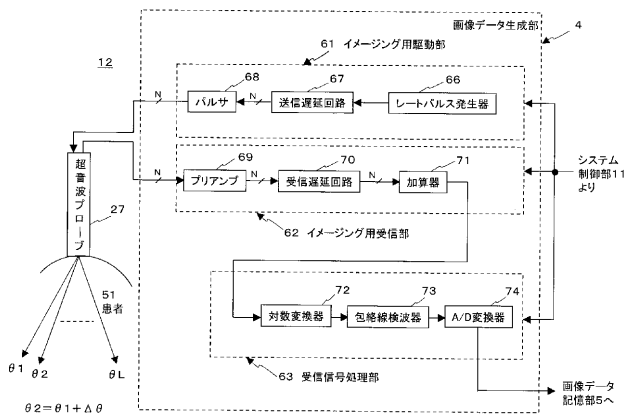 画像データ生成部
4
61 イメージング用駆動部
12
68
67
66
N
パルサ
N
送信遅延回路
レートパルス発生器
69
70
71
N
プリアンプ
N
受信遅延回路
N
加算器
システム
制御部11
より
超音波プローブ
27
62 イメージング用受信部
51
患者
72
73
74
対数変換器
包絡線検波器
A/D変換器
θ1
θ2
θL
63 受信信号処理部
画像データ
記憶部5へ
θ2=θ1+Δθ